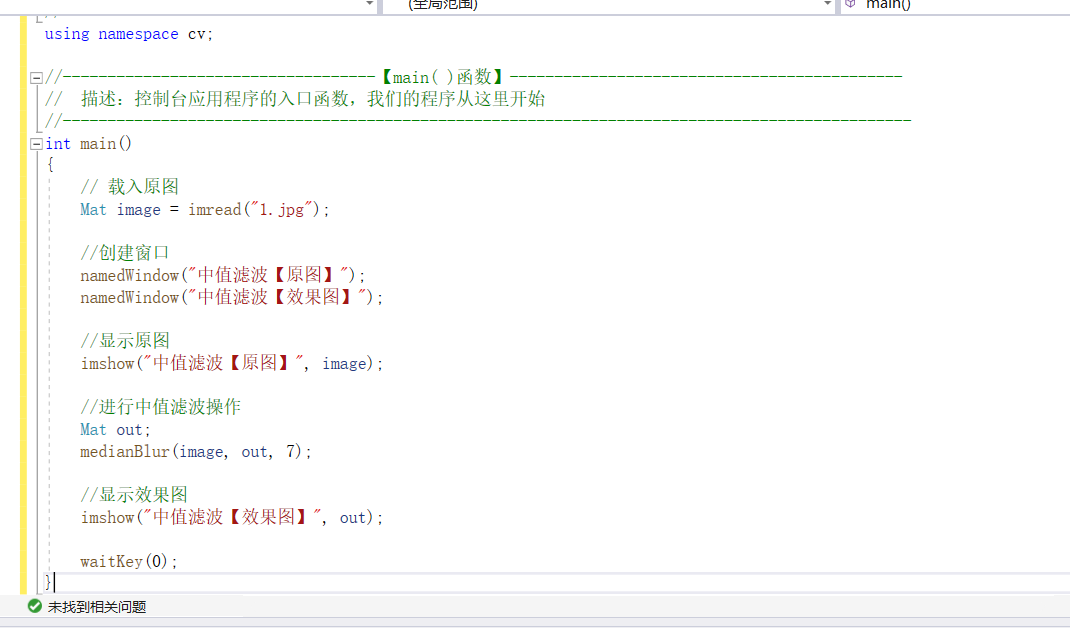 (全局范围) main()
using namespace cv;
//-----------------------------------【main( )函数】--------------------------------------------
// 描述：控制台应用程序的入口函数，我们的程序从这里开始
//-----------------------------------------------------------------------------------------------
int main()
{
// 载入原图
Mat image = imread("1.jpg");
//创建窗口
namedWindow("中值滤波【原图】");
namedWindow("中值滤波【效果图】");
//显示原图
imshow("中值滤波【原图】", image);
//进行中值滤波操作
Mat out;
medianBlur(image, out, 7);
//显示效果图
imshow("中值滤波【效果图】", out);
waitKey(0);
}
未找到相关问题